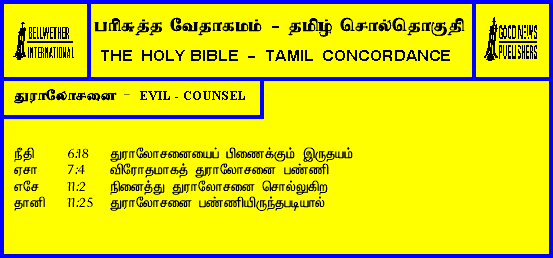 BELLWETHER
INTERNATIONAL
பரிசுத்த வேதாகமம் - தமிழ் சொல்தொகுதி
THE HOLY BIBLE - TAMIL CONCORDANCE
GOOD NEWS
PUBLISHERS
துராலோசனை - EVIL - COUNSEL
நீதி 6:18 துராலோசனையைப் பிணைக்கும் இருதயம்
ஏசா 7:4 விரோதமாகத் துராலோசனை பண்ணி
எசே 11:2 நினைத்து துராலோசனை சொல்லுகிற
தானி 11:25 துராலோசனை பண்ணியிருந்தபடியால்